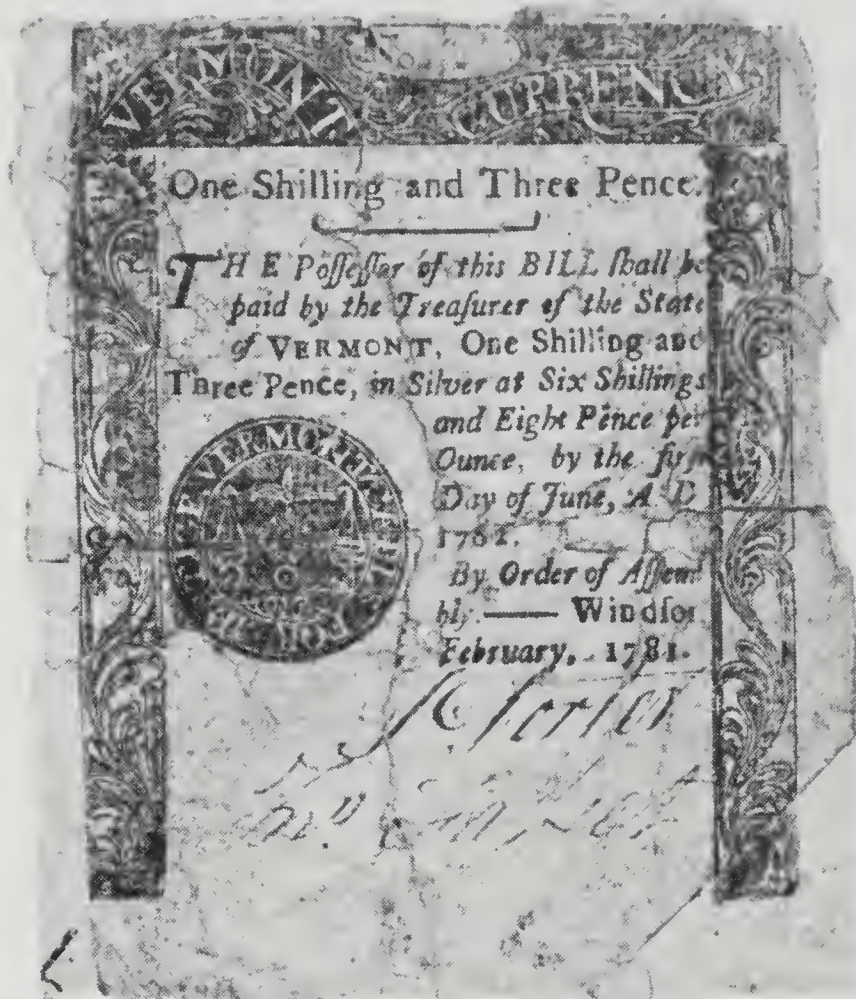 VERMONT CURRENCY
One Shilling and Three Pence.
THE Poſſeſſor of this BILL ſhall be
paid by the Treaſurer of the State
of VERMONT, One Shilling and
Three Pence, in Silver at Six Shillings
and Eight Pence per
Ounce, by the firſt
Day of June, A. D.
1782.
By Order of Aſſem-
bly.—— Windſor
February, 1781.
VERMONT